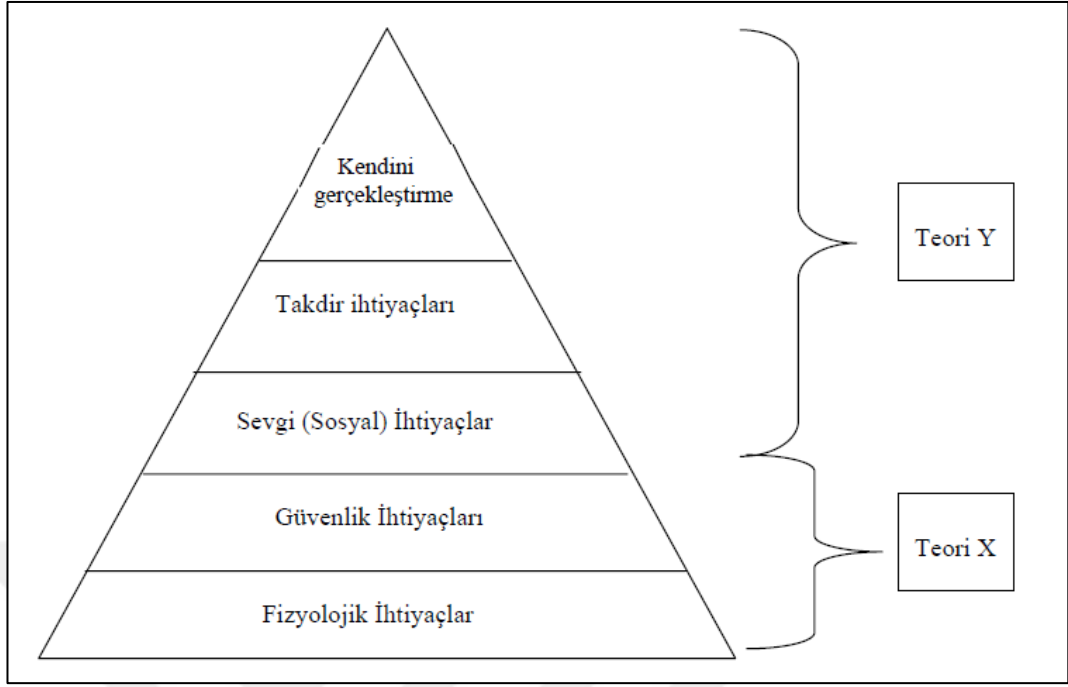 Kendini
gerçekleştirme
Takdir ihtiyaçları
Sevgi (Sosyal) İhtiyaçlar
Güvenlik İhtiyaçları
Fizyolojik İhtiyaçlar
Teori Y
Teori X